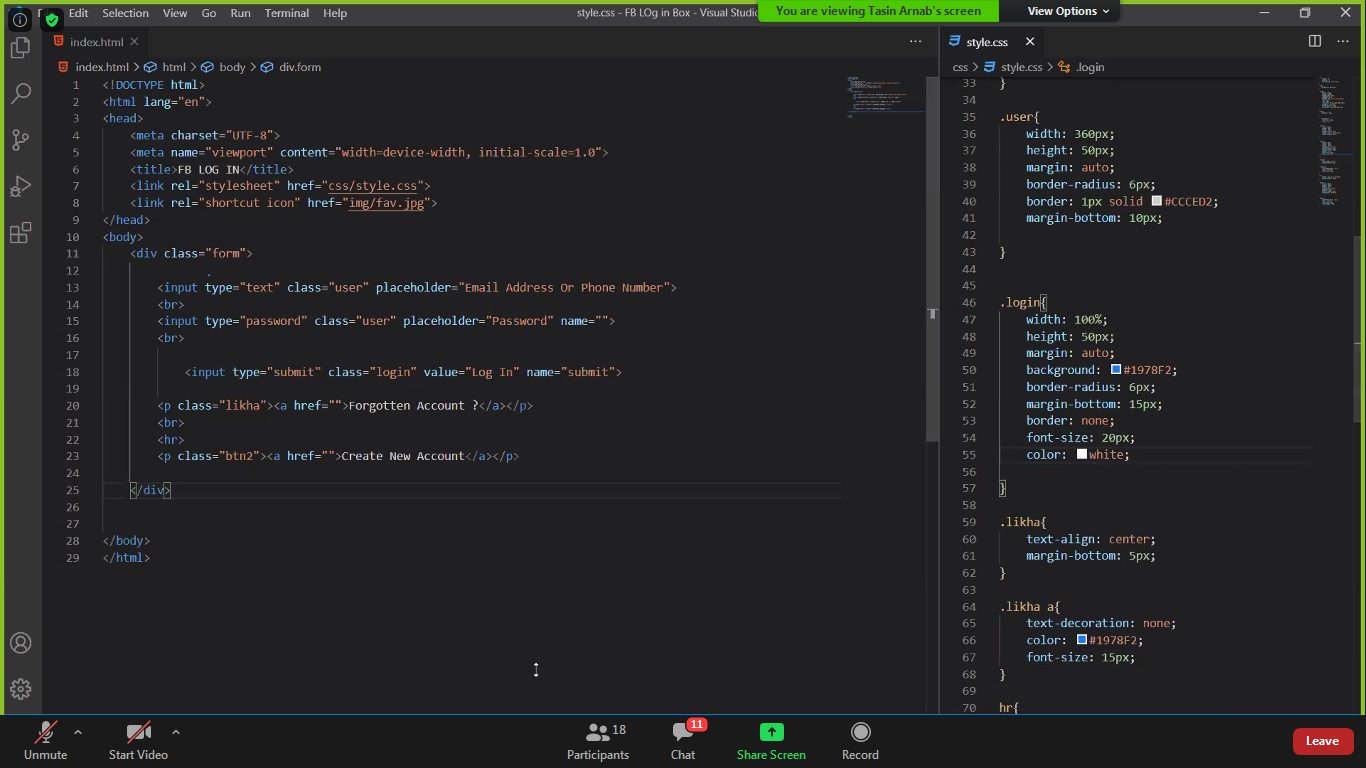 Edit Selection View Go Run Terminal Help
style.css - FB LOg in Box - Visual Studio
You are viewing Tasin Arnab's screen
View Options
index.html
index.html > html > body > div.form
1 <!DOCTYPE html>
2 <html lang="en">
3 <head>
4 <meta charset="UTF-8">
5 <meta name="viewport" content="width=device-width, initial-scale=1.0">
6 <title>FB LOG IN</title>
7 <link rel="stylesheet" href="css/style.css">
8 <link rel="shortcut icon" href="img/fav.jpg">
9 </head>
10 <body>
11 <div class="form">
12
13 <input type="text" class="user" placeholder="Email Address Or Phone Number">
14 <br>
15 <input type="password" class="user" placeholder="Password" name="">
16 <br>
17
18 <input type="submit" class="login" value="Log In" name="submit">
19
20 <p class="likha"><a href="">Forgotten Account ?</a></p>
21 <br>
22 <hr>
23 <p class="btn2"><a href="">Create New Account</a></p>
24
25 </div>
26
27
28 </body>
29 </html>
style.css
css > style.css > .login
33 }
34
35 .user{
36 width: 360px;
37 height: 50px;
38 margin: auto;
39 border-radius: 6px;
40 border: 1px solid #CCCED2;
41 margin-bottom: 10px;
42
43 }
44
45
46 .login{
47 width: 100%;
48 height: 50px;
49 margin: auto;
50 background: #1978F2;
51 border-radius: 6px;
52 margin-bottom: 15px;
53 border: none;
54 font-size: 20px;
55 color: white;
56
57 }
58
59 .likha{
60 text-align: center;
61 margin-bottom: 5px;
62 }
63
64 .likha a{
65 text-decoration: none;
66 color: #1978F2;
67 font-size: 15px;
68 }
69
70 hr{
Unmute
Start Video
18
Participants
11
Chat
Share Screen
Record
Leave